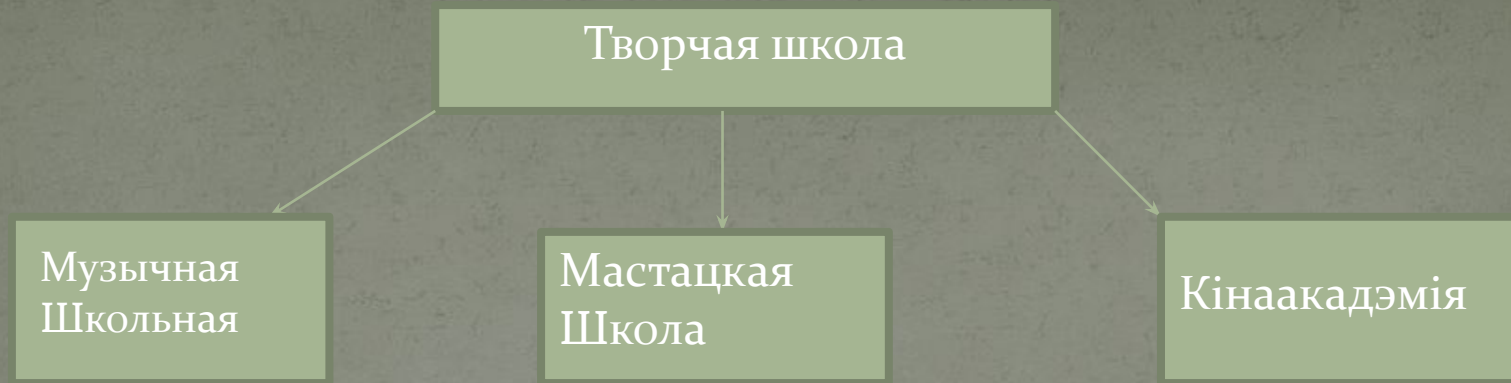 Творчая школа
Музычная
Школьная
Мастацкая
Школа
Кінаакадэмія